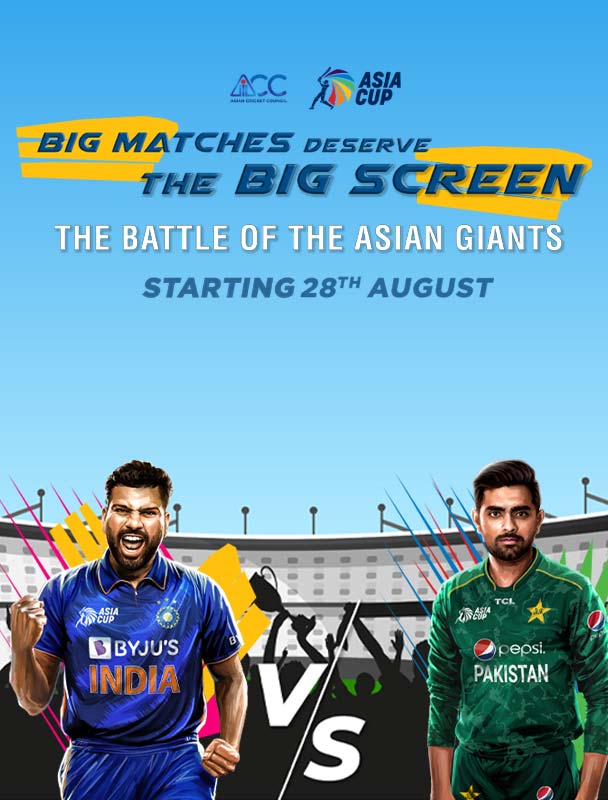 ACC
ASIAN CRICKET COUNCIL
ASIA
CUP
BIG MATCHES DESERVE
THE BIG SCREEN
THE BATTLE OF THE ASIAN GIANTS
STARTING 28TH AUGUST
ASIA
CUP
BYJU'S
INDIA
VS
TCL
ASIA
CUP
pepsi
PAKISTAN